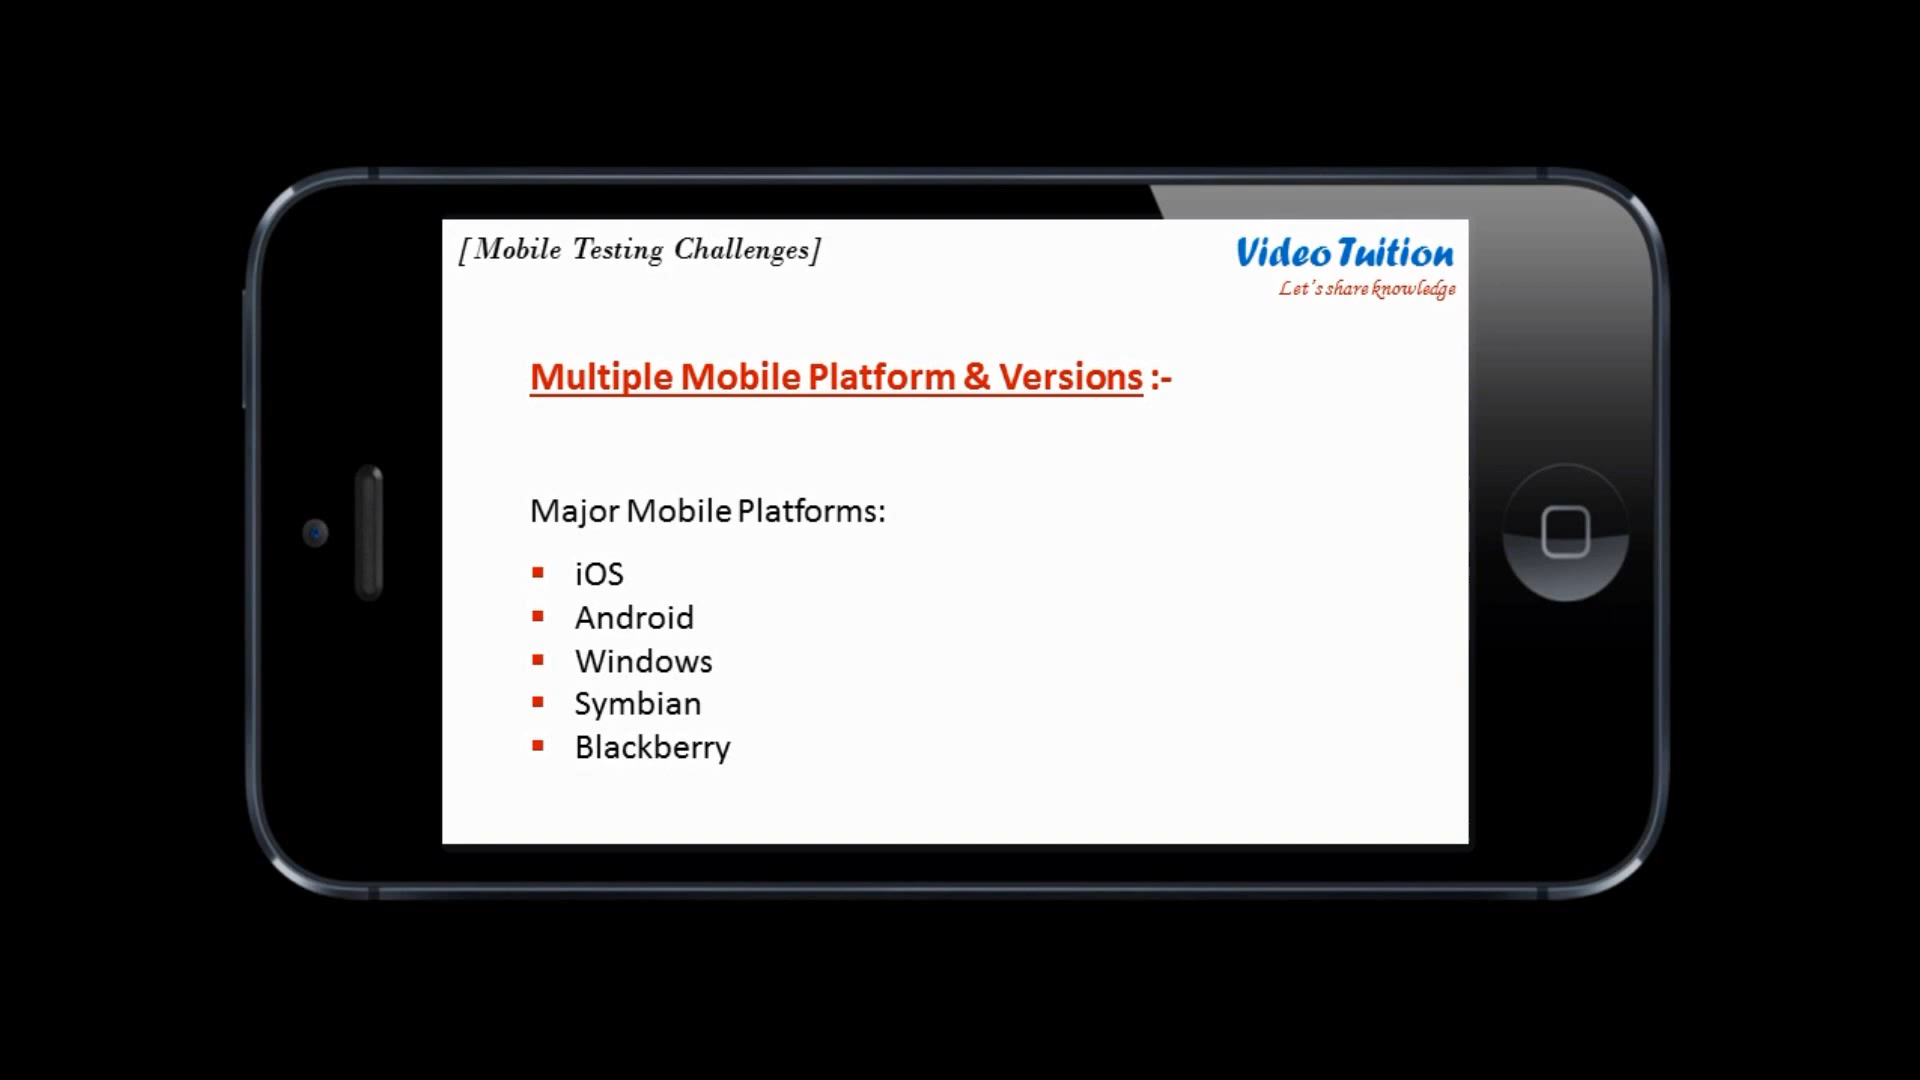 [Mobile Testing Challenges]
Video Tuition
Let's share knowledge
Multiple Mobile Platform & Versions :-
Major Mobile Platforms:
▪ iOS
▪ Android
▪ Windows
▪ Symbian
▪ Blackberry